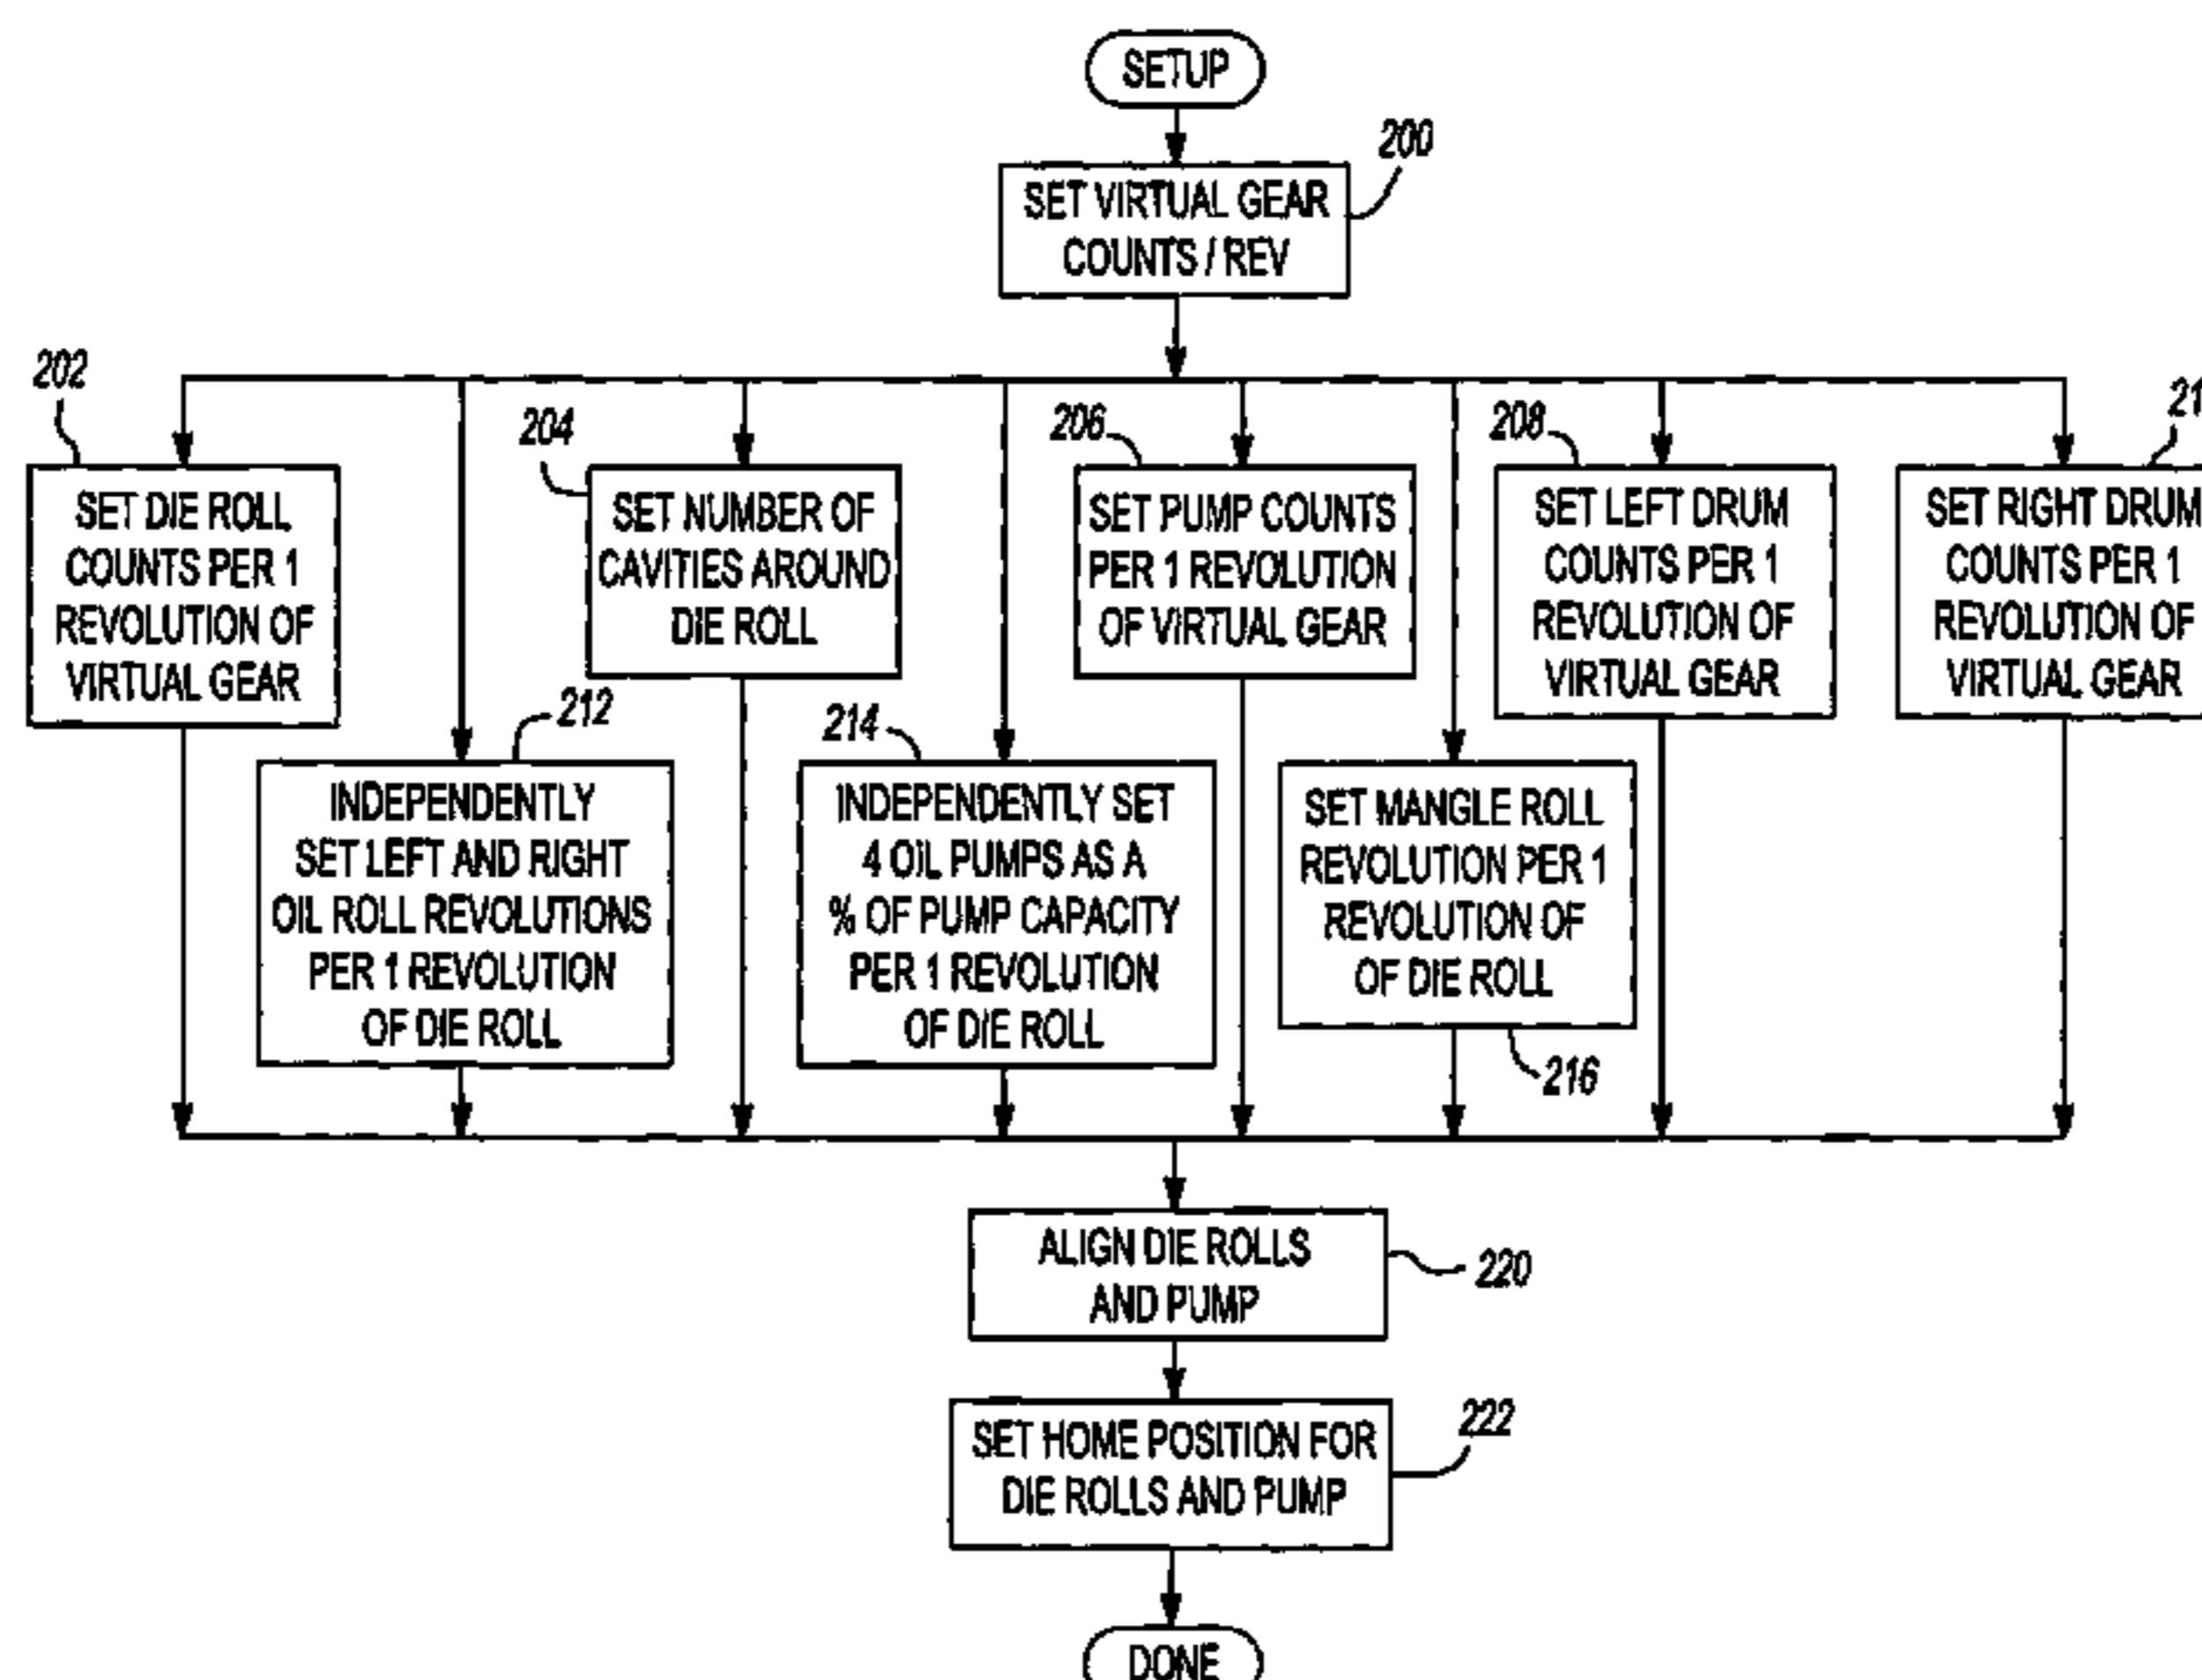 SETUP
200
SET VIRTUAL GEAR
COUNTS / REV
202
SET DIE ROLL
COUNTS PER 1
REVOLUTION OF
VIRTUAL GEAR
204
SET NUMBER OF
CAVITIES AROUND
DIE ROLL
206
SET PUMP COUNTS
PER 1 REVOLUTION
OF VIRTUAL GEAR
208
SET LEFT DRUM
COUNTS PER 1
REVOLUTION OF
VIRTUAL GEAR
SET RIGHT DRUM
COUNTS PER 1
REVOLUTION OF
VIRTUAL GEAR
212
INDEPENDENTLY
SET LEFT AND RIGHT
OIL ROLL REVOLUTIONS
PER 1 REVOLUTION
OF DIE ROLL
214
INDEPENDENTLY SET
4 OIL PUMPS AS A
% OF PUMP CAPACITY
PER 1 REVOLUTION
OF DIE ROLL
SET MANGLE ROLL
REVOLUTION PER 1
REVOLUTION OF
OF DIE ROLL
216
ALIGN DIE ROLLS
AND PUMP
220
SET HOME POSITION FOR
DIE ROLLS AND PUMP
222
DONE